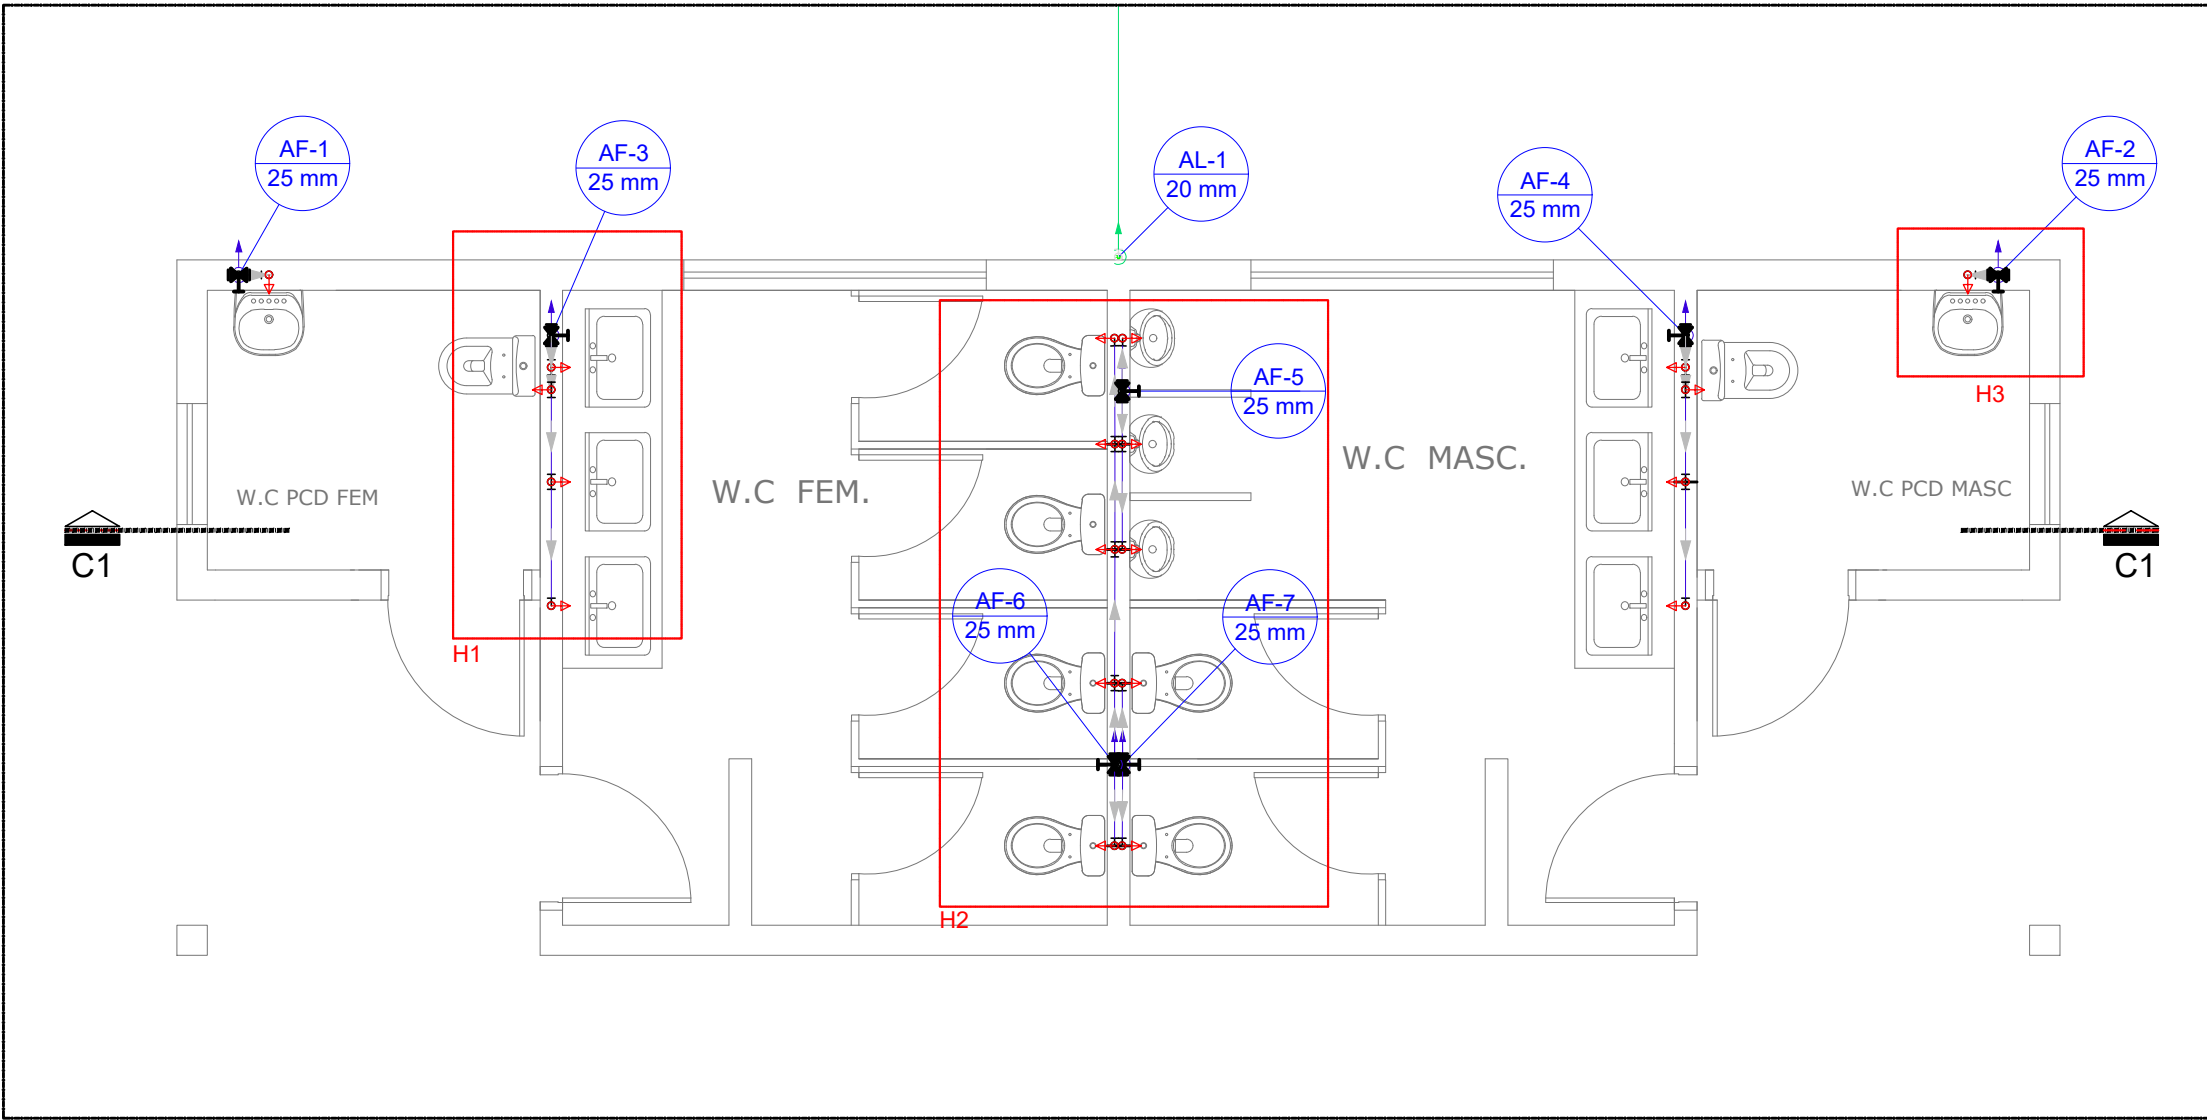 AF-1
25 mm
AF-3
25 mm
AL-1
20 mm
AF-4
25 mm
AF-2
25 mm
AF-5
25 mm
H3
W.C MASC.
W.C FEM.
W.C PCD FEM
W.C PCD MASC
C1
C1
AF-6
25 mm
AF-7
25 mm
H1
H2